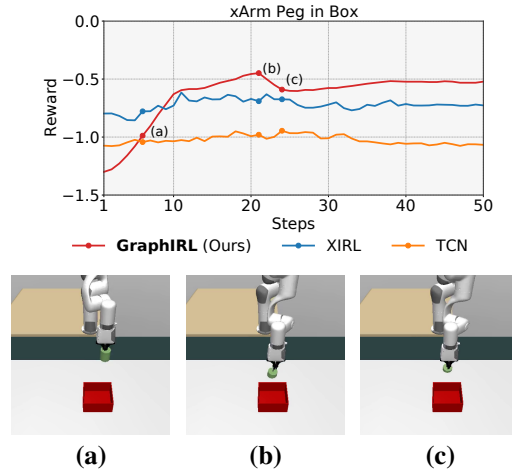 xArm Peg in Box
0.0
−0.5
−1.0
−1.5
Reward
(a)
(b)
(c)
1 10 20 30 40 50
Steps
GraphIRL (Ours) XIRL TCN
(a) (b) (c)